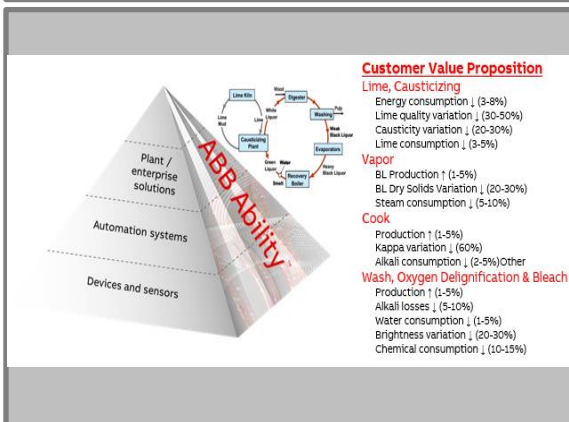 Customer Value Proposition
Lime, Causticizing
Energy consumption ↓ (3-8%)
Lime quality variation ↓ (30-50%)
Causticity variation ↓ (20-30%)
Lime consumption ↓ (3-5%)
Vapor
BL Production ↑ (1-5%)
BL Dry Solids Variation ↓ (20-30%)
Steam consumption ↓ (5-10%)
Cook
Production ↑ (1-5%)
Kappa variation ↓ (60%)
Alkali consumption ↓ (2-5%)Other
Wash, Oxygen Delignification & Bleach
Production ↑ (1-5%)
Alkali losses ↓ (5-10%)
Water consumption ↓ (1-5%)
Brightness variation ↓ (20-30%)
Chemical consumption ↓ (10-15%)
Plant /
enterprise
solutions
Automation systems
Devices and sensors
ABB Ability™
Lime Kiln
Lime
Mud
Lime
Causticizing
Plant
White
Liquor
Green
Liquor
Wood
Digester
Washing
Pulp
Weak
Black Liquor
Evaporators
Heavy
Black Liquor
Recovery
Boiler
Water
Smelt